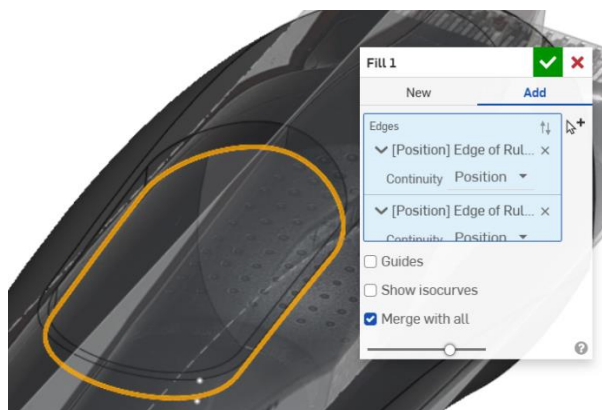 Fill 1
New Add
Edges
[Position] Edge of Rul...
Continuity Position
[Position] Edge of Rul...
Continuity Position
Guides
Show isocurves
Merge with all